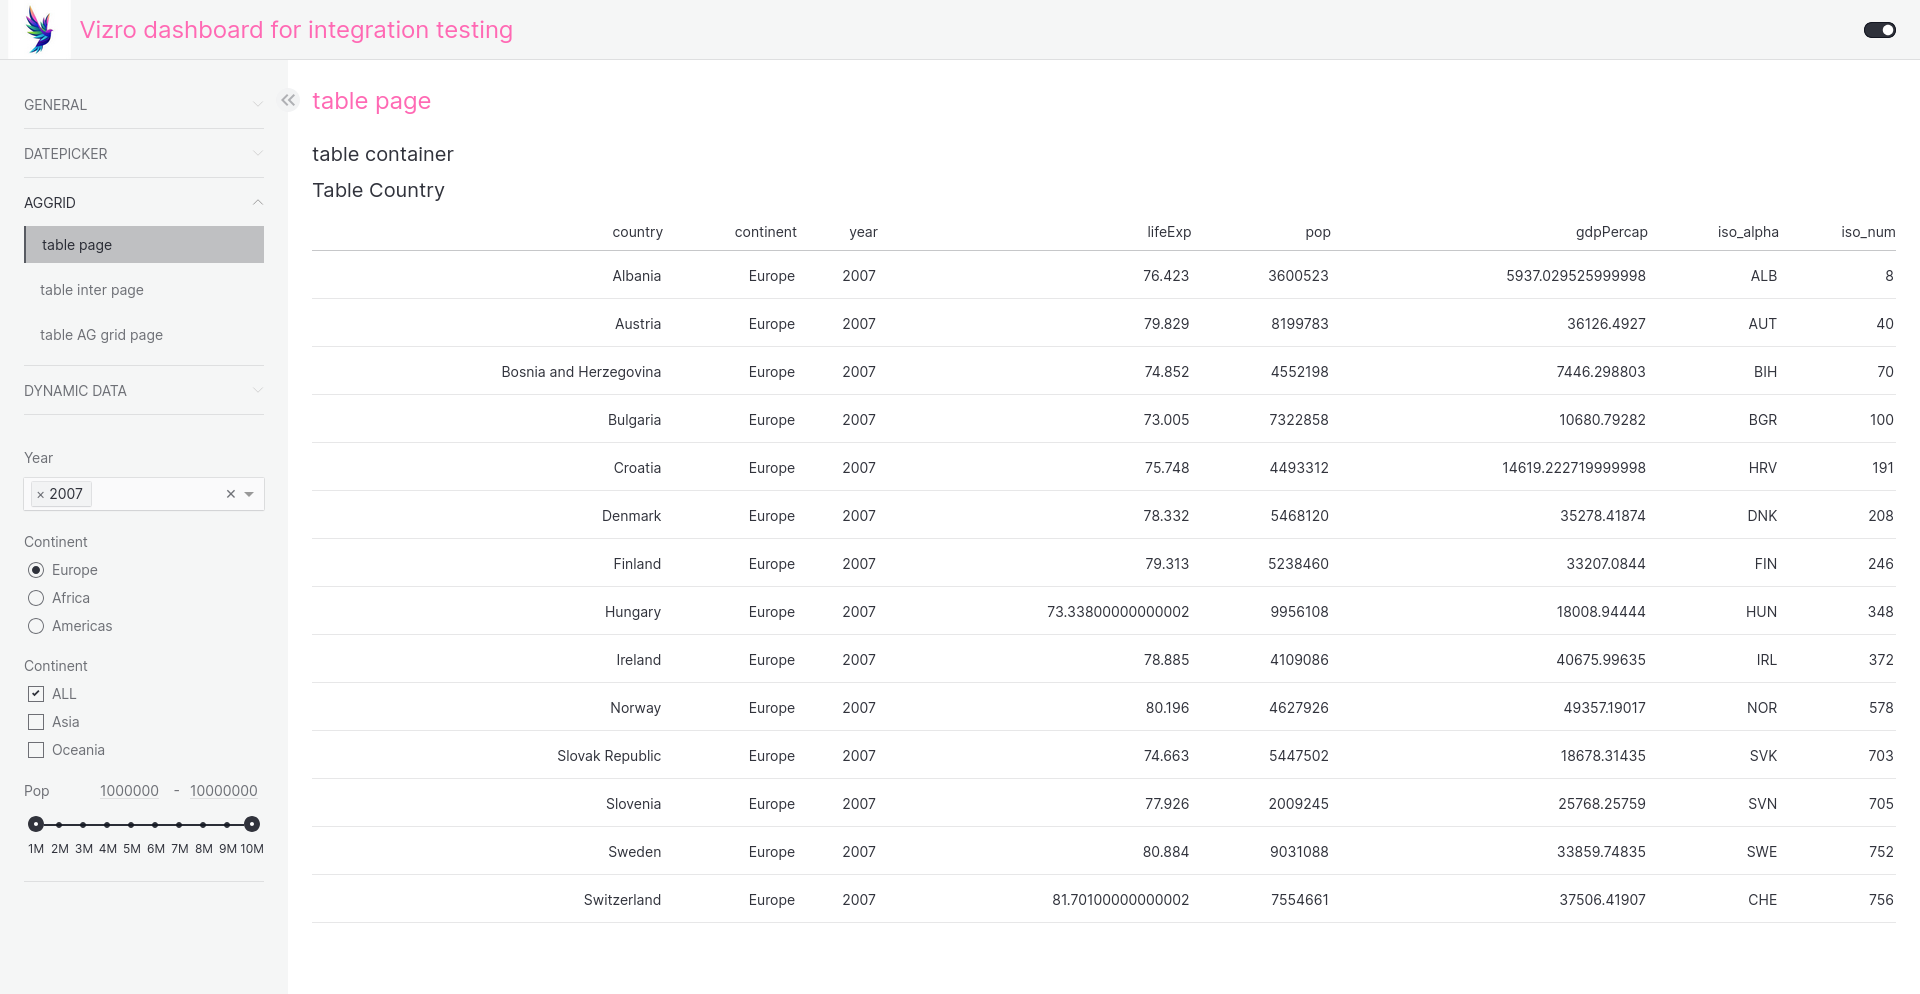 Vizro dashboard for integration testing
GENERAL
DATEPICKER
AGGRID
table page
table inter page
table AG grid page
DYNAMIC DATA
Year
× 2007 ×
Continent
Europe
Africa
Americas
Continent
ALL
Asia
Oceania
Pop 1000000 - 10000000
1M 2M 3M 4M 5M 6M 7M 8M 9M 10M
table page
table container
Table Country
country continent year lifeExp pop gdpPercap iso_alpha iso_num
Albania Europe 2007 76.423 3600523 5937.029525999998 ALB 8
Austria Europe 2007 79.829 8199783 36126.4927 AUT 40
Bosnia and Herzegovina Europe 2007 74.852 4552198 7446.298803 BIH 70
Bulgaria Europe 2007 73.005 7322858 10680.79282 BGR 100
Croatia Europe 2007 75.748 4493312 14619.222719999998 HRV 191
Denmark Europe 2007 78.332 5468120 35278.41874 DNK 208
Finland Europe 2007 79.313 5238460 33207.0844 FIN 246
Hungary Europe 2007 73.33800000000002 9956108 18008.94444 HUN 348
Ireland Europe 2007 78.885 4109086 40675.99635 IRL 372
Norway Europe 2007 80.196 4627926 49357.19017 NOR 578
Slovak Republic Europe 2007 74.663 5447502 18678.31435 SVK 703
Slovenia Europe 2007 77.926 2009245 25768.25759 SVN 705
Sweden Europe 2007 80.884 9031088 33859.74835 SWE 752
Switzerland Europe 2007 81.70100000000002 7554661 37506.41907 CHE 756